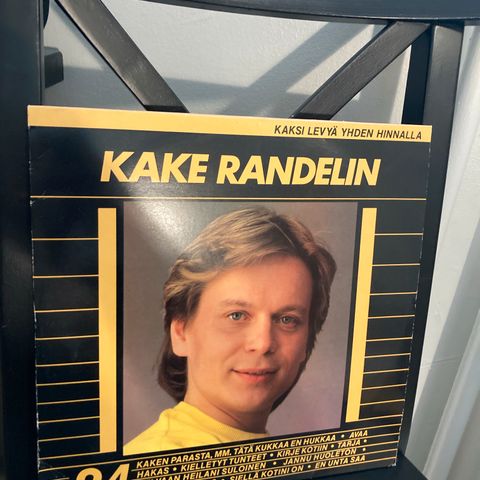 KAKSI LEVYÄ YHDEN HINNALLA
KAKE RANDELIN
KAKEN PARASTA, MM. TÄTÄ KUKKAA EN HUKKAA • AVAA
HAKAS • KIELLETYT TUNTEET • KIRJE KOTIIN • TARJA •
HEILANI SULOINEN • JANNU HUOLETON •
SIELLÄ KOTINI ON • EN UNTA SAA